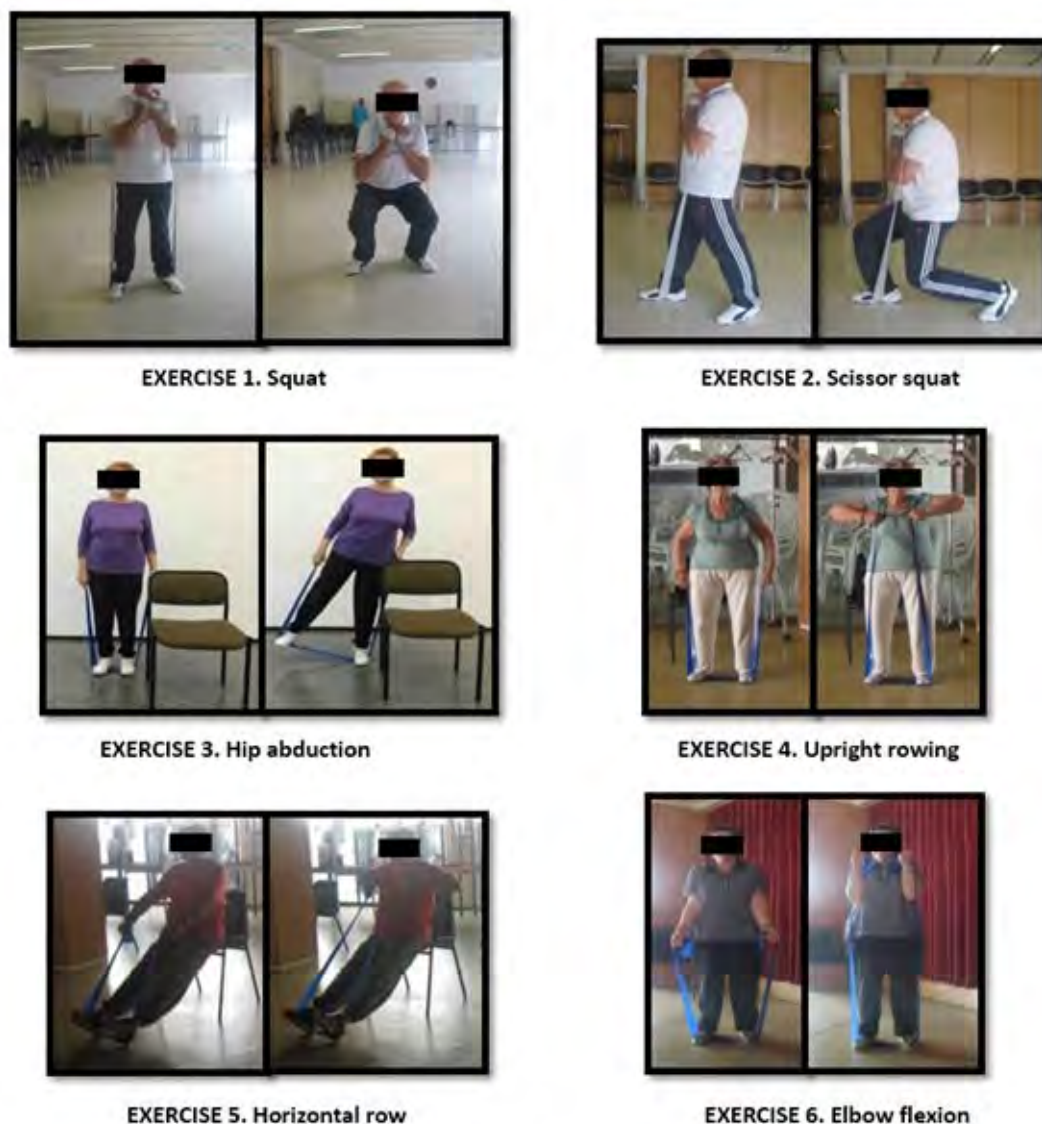 EXERCISE 1. Squat
EXERCISE 2. Scissor squat
EXERCISE 3. Hip abduction
EXERCISE 4. Upright rowing
EXERCISE 5. Horizontal row
EXERCISE 6. Elbow flexion